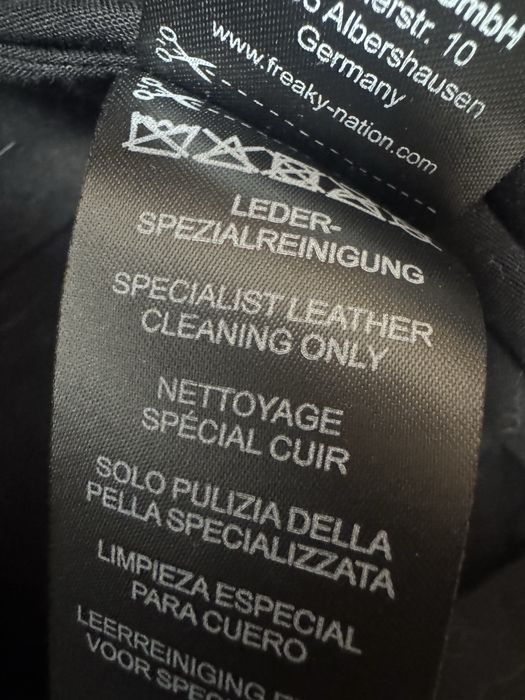 GmbH
erstr. 10
Albershausen
Germany
www.freaky-nation.com
LEDER-
SPEZIALREINIGUNG
SPECIALIST LEATHER
CLEANING ONLY
NETTOYAGE
SPÉCIAL CUIR
SOLO PULIZIA DELLA
PELLA SPECIALIZZATA
LIMPIEZA ESPECIAL
PARA CUERO
LEERREINIGING
VOOR